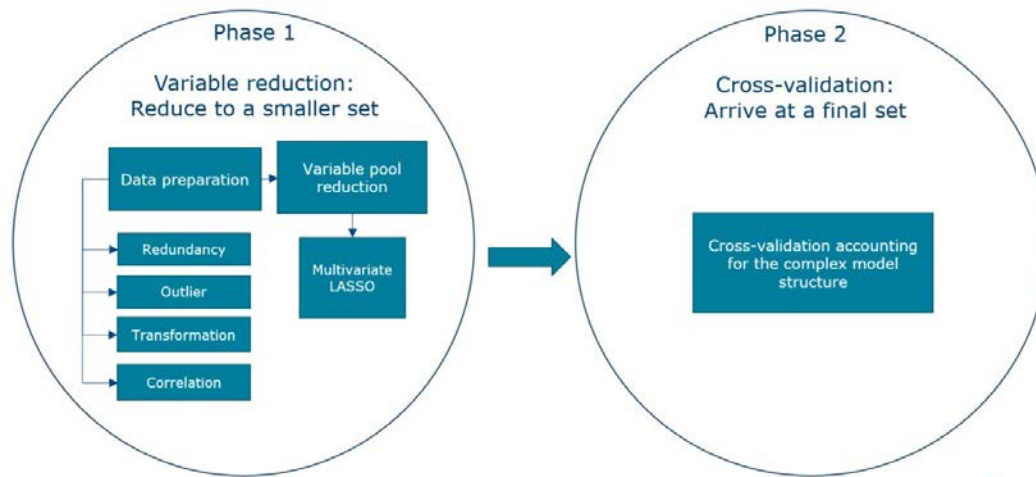 Phase 1
Variable reduction:
Reduce to a smaller set
Data preparation
Variable pool
reduction
Redundancy
Outlier
Transformation
Correlation
Multivariate
LASSO
Phase 2
Cross-validation:
Arrive at a final set
Cross-validation accounting
for the complex model
structure